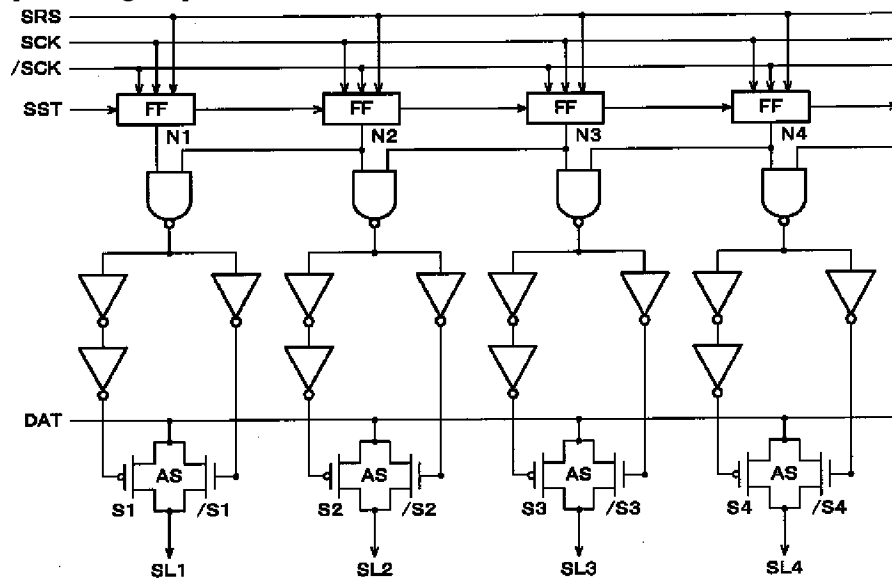 SRS
SCK
/SCK
SST FF FF FF FF
N1 N2 N3 N4
DAT
AS AS AS AS
S1 /S1 S2 /S2 S3 /S3 S4 /S4
SL1 SL2 SL3 SL4